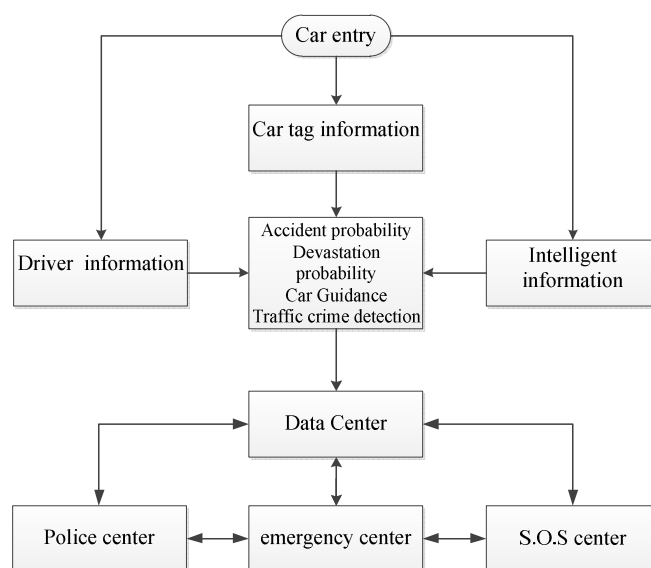 Car entry
Car tag information
Accident probability
Devastation
probability
Car Guidance
Traffic crime detection
Driver information
Intelligent
information
Data Center
Police center
emergency center
S.O.S center